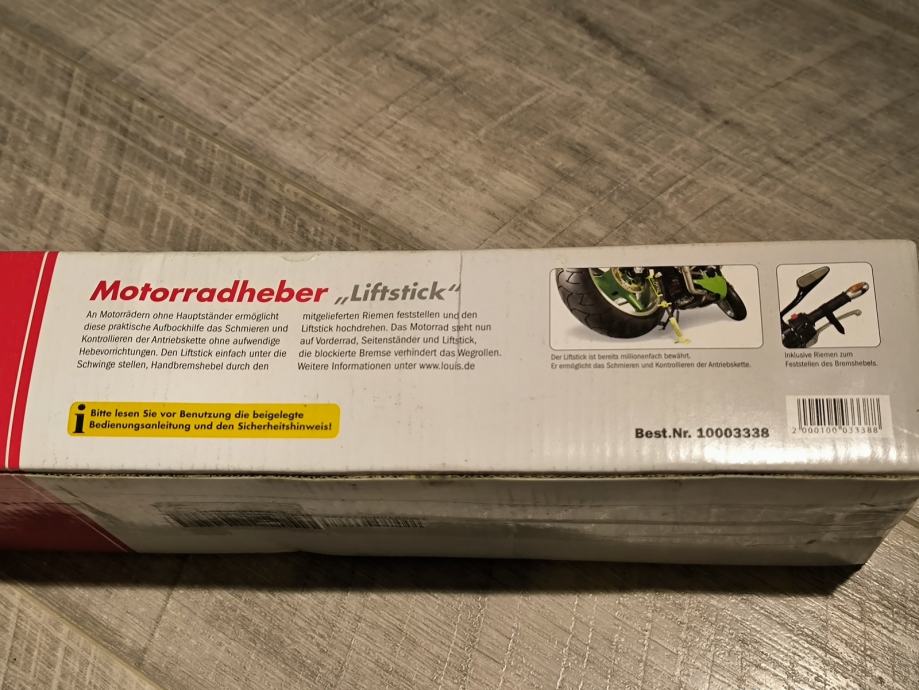 Motorradheber „Liftstick“
An Motorrädern ohne Hauptständer ermöglicht
diese praktische Aufbockhilfe das Schmieren und
Kontrollieren der Antriebskette ohne aufwendige
Hebevorrichtungen. Den Liftstick einfach unter die
Schwinge stellen, Handbremshebel durch den
mitgelieferten Riemen feststellen und den
Liftstick hochdrehen. Das Motorrad steht nun
auf Vorderrad, Seitenständer und Liftstick,
die blockierte Bremse verhindert das Wegrollen.
Weitere Informationen unter www.louis.de
Der Liftstick ist bereits millionenfach bewährt.
Er ermöglicht das Schmieren und Kontrollieren der Antriebskette.
Inklusive Riemen zum
Feststellen des Bremshebels.
i Bitte lesen Sie vor Benutzung die beigelegte
Bedienungsanleitung und den Sicherheitshinweis!
Best.Nr. 10003338
2 000100 033388